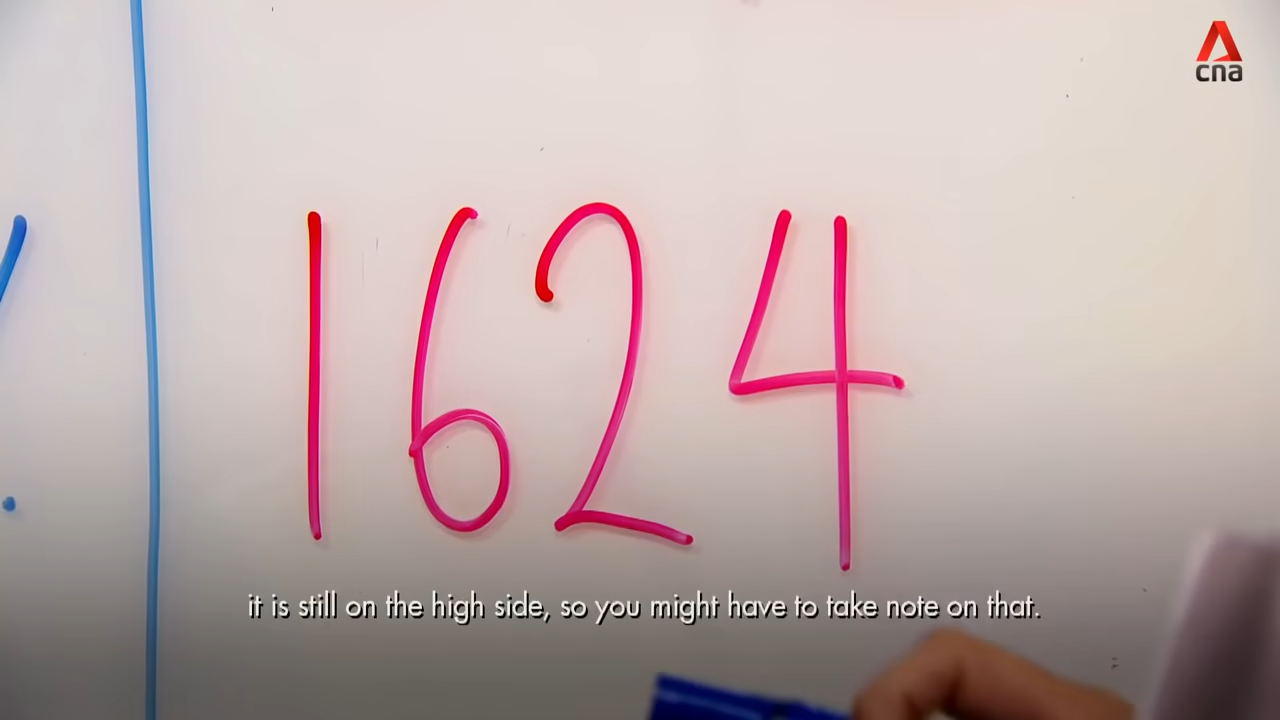 cna
1624
it is still on the high side, so you might have to take note on that.